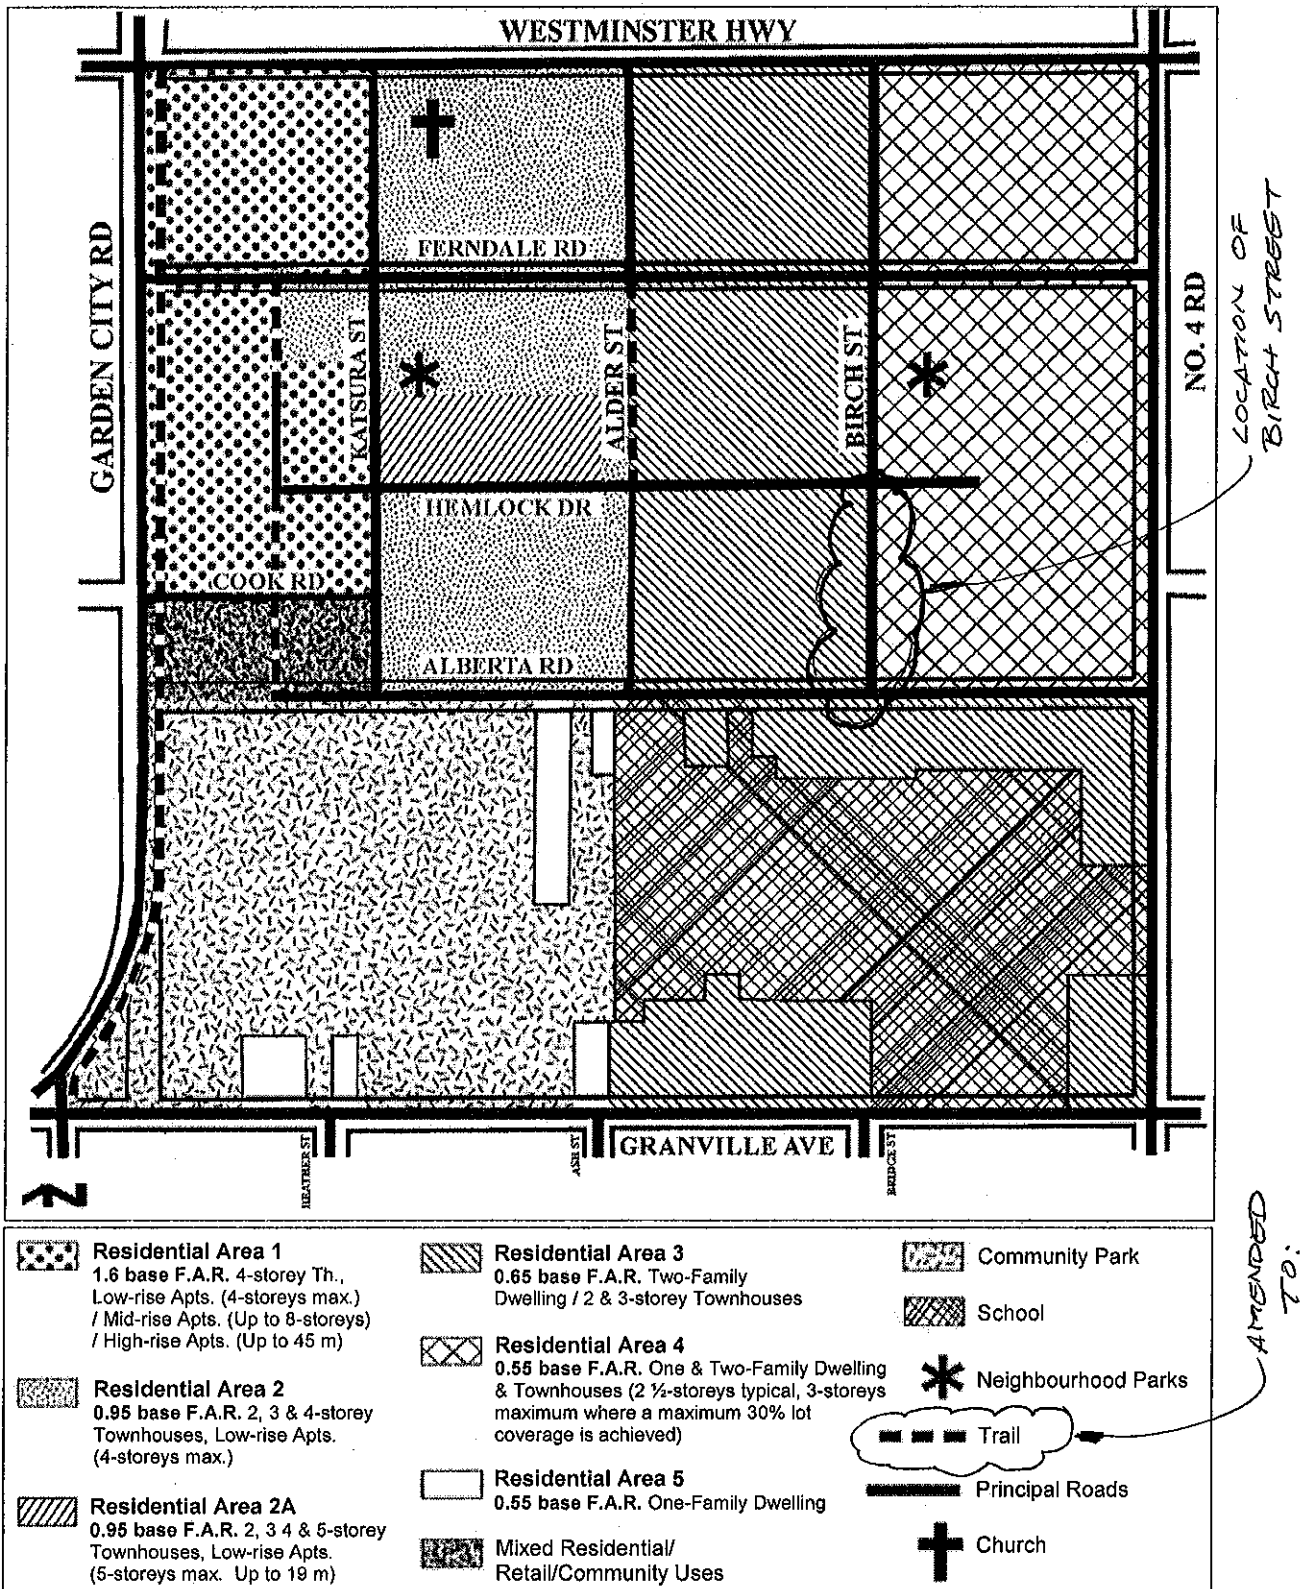 WESTMINSTER HWY
GARDEN CITY RD
FERNDALE RD
KATSURA ST
ALDER ST
BIRCH ST
NO. 4 RD
LOCATION OF
BIRCH STREET
HEMLOCK DR
COOK RD
ALBERTA RD
HEATHER ST
ASH ST
GRANVILLE AVE
BRIDGE ST
N
AMENDED
TO:
Residential Area 1
1.6 base F.A.R. 4-storey Th.,
Low-rise Apts. (4-storeys max.)
/ Mid-rise Apts. (Up to 8-storeys)
/ High-rise Apts. (Up to 45 m)
Residential Area 2
0.95 base F.A.R. 2, 3 & 4-storey
Townhouses, Low-rise Apts.
(4-storeys max.)
Residential Area 2A
0.95 base F.A.R. 2, 3 4 & 5-storey
Townhouses, Low-rise Apts.
(5-storeys max. Up to 19 m)
Residential Area 3
0.65 base F.A.R. Two-Family
Dwelling / 2 & 3-storey Townhouses
Residential Area 4
0.55 base F.A.R. One & Two-Family Dwelling
& Townhouses (2 ½-storeys typical, 3-storeys
maximum where a maximum 30% lot
coverage is achieved)
Residential Area 5
0.55 base F.A.R. One-Family Dwelling
Mixed Residential/
Retail/Community Uses
Community Park
School
Neighbourhood Parks
Trail
Principal Roads
Church